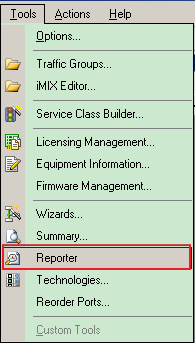 Tools Actions Help
Options...
Traffic Groups...
iMIX Editor...
Service Class Builder...
Licensing Management...
Equipment Information...
Firmware Management...
Wizards...
Summary...
Reporter
Technologies...
Reorder Ports...
Custom Tools